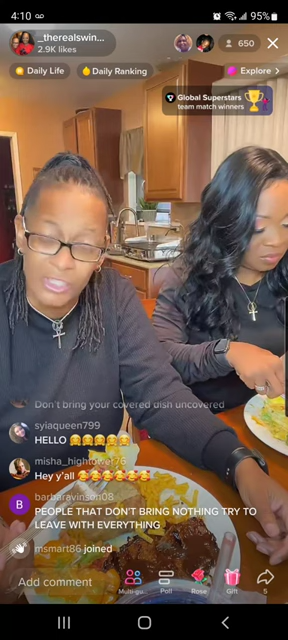 4:10
95%
_therealswin...
2.9K likes
650
Daily Life
Daily Ranking
Explore >
Global Superstars
team match winners
Don't bring your covered dish uncovered
syiaqueen799
HELLO 🥰🥰🥰🥰🥰
misha_hightower76
Hey y'all 🥰🥰🥰🥰🥰
B
barbaravinson08
PEOPLE THAT DON'T BRING NOTHING TRY TO
LEAVE WITH EVERYTHING
msmart86 joined
Add comment
Multi-gu...
Poll
Rose
Gift
5